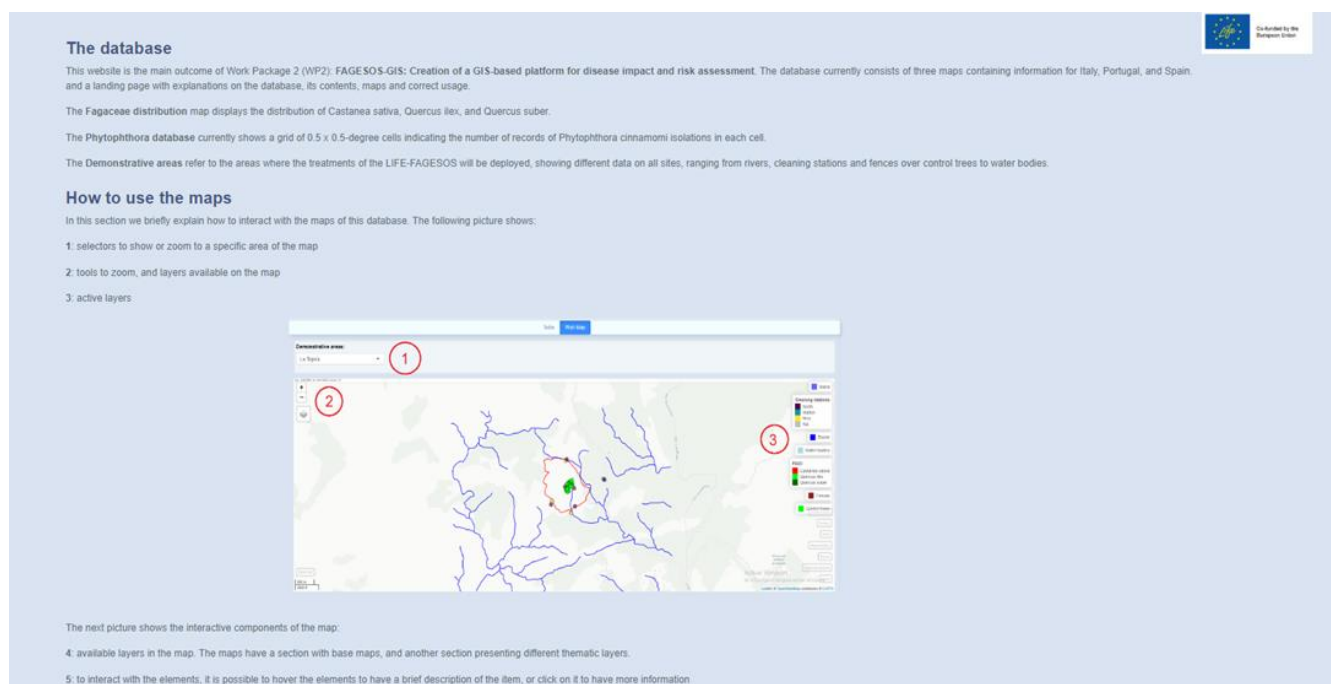 Life
Co-funded by the
European Union
The database
This website is the main outcome of Work Package 2 (WP2): FAGESOS-GIS: Creation of a GIS-based platform for disease impact and risk assessment. The database currently consists of three maps containing information for Italy, Portugal, and Spain.
and a landing page with explanations on the database, its contents, maps and correct usage.
The Fagaceae distribution map displays the distribution of Castanea sativa, Quercus ilex, and Quercus suber.
The Phytophthora database currently shows a grid of 0.5 x 0.5-degree cells indicating the number of records of Phytophthora cinnamomi isolations in each cell.
The Demonstrative areas refer to the areas where the treatments of the LIFE-FAGESOS will be deployed, showing different data on all sites, ranging from rivers, cleaning stations and fences over control trees to water bodies.
How to use the maps
In this section we briefly explain how to interact with the maps of this database. The following picture shows:
1: selectors to show or zoom to a specific area of the map
2: tools to zoom, and layers available on the map
3: active layers
Demonstrative areas:
1
+
-
2
3
Cleaning stations
Water bodies
Castanea sativa
Quercus ilex
Quercus suber
Control trees
The next picture shows the interactive components of the map:
4: available layers in the map. The maps have a section with base maps, and another section presenting different thematic layers.
5: to interact with the elements, it is possible to hover the elements to have a brief description of the item, or click on it to have more information